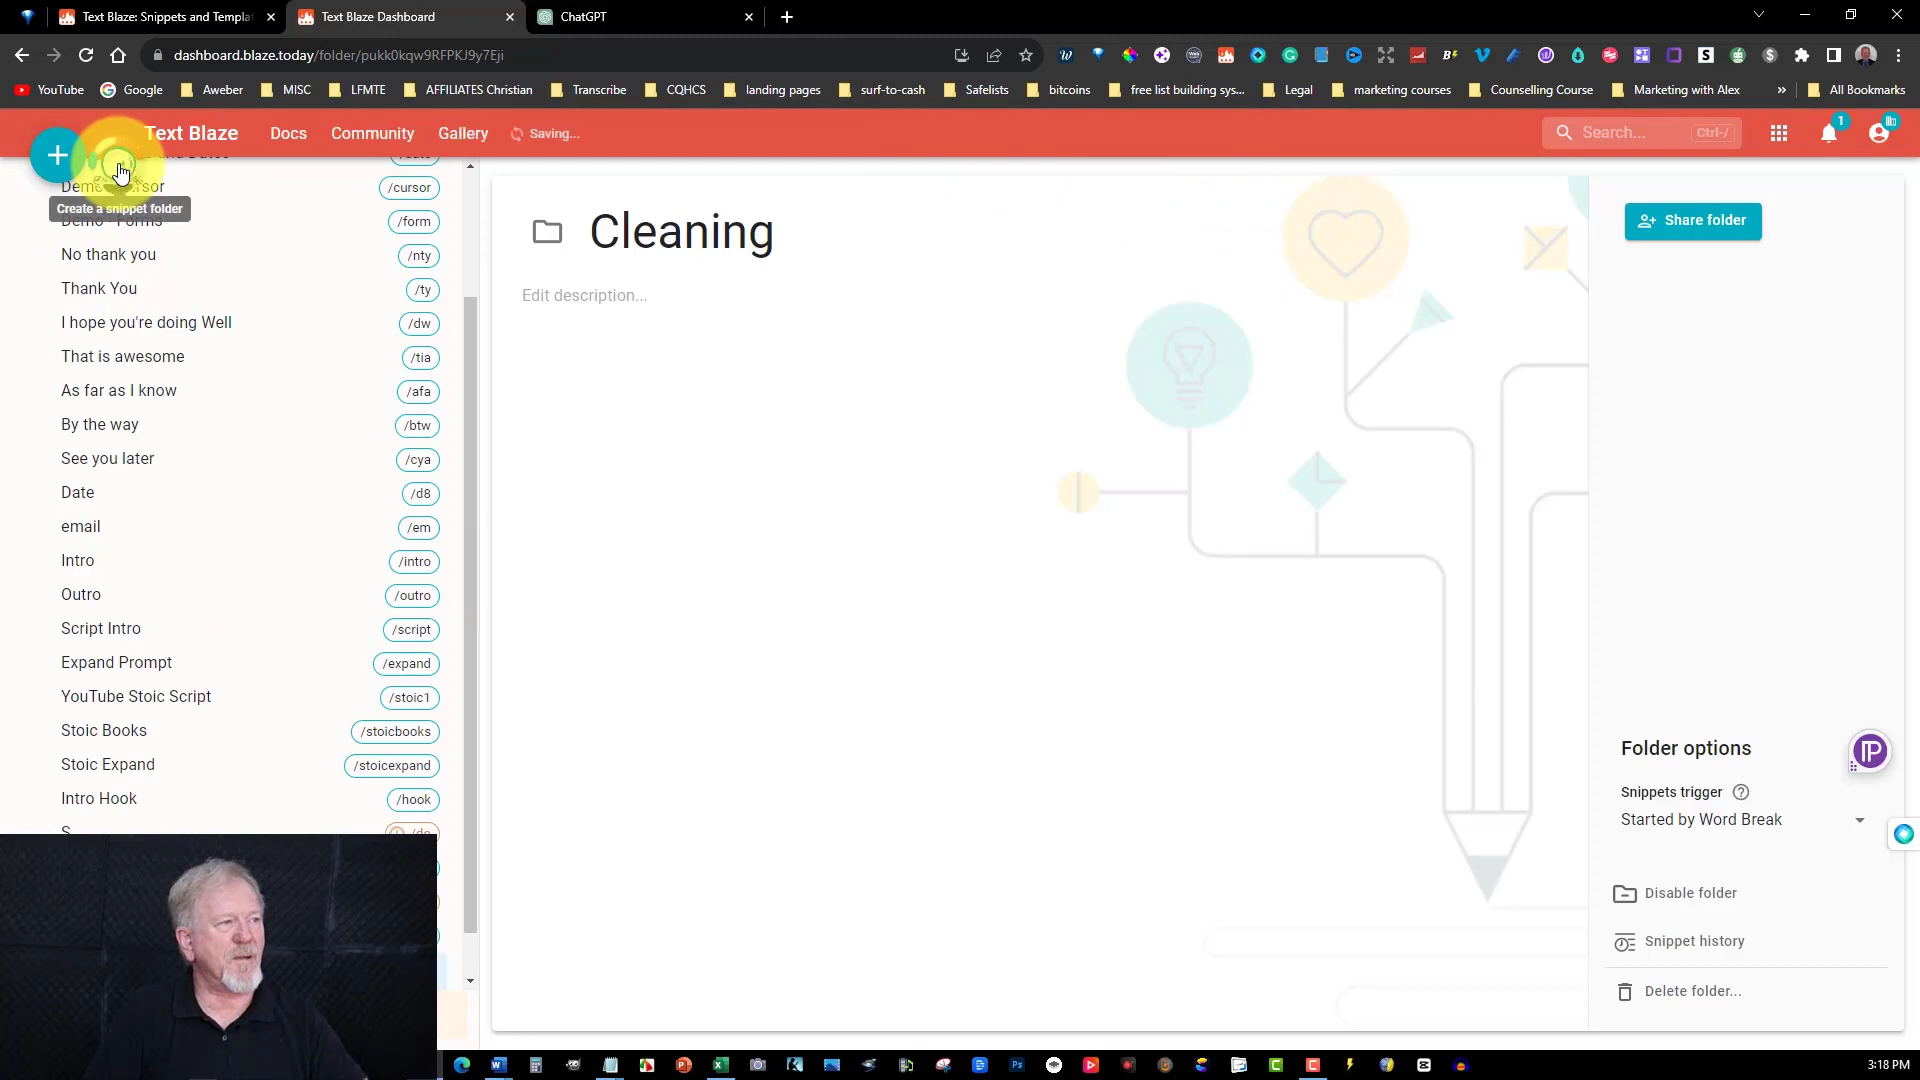 Text Blaze: Snippets and Templa
Text Blaze Dashboard
ChatGPT
dashboard.blaze.today/folder/pukk0kqw9RFPKJ9y7Eji
YouTube
Google
Aweber
MISC
LFMTE
AFFILIATES Christian
Transcribe
CQHCS
landing pages
surf-to-cash
Safelists
bitcoins
free list building sys...
Legal
marketing courses
Counselling Course
Marketing with Alex
All Bookmarks
Text Blaze
Docs
Community
Gallery
Saving...
Search...
Ctrl-/
1
/cursor
Create a snippet folder
Demo - Forms
/form
No thank you
/nty
Thank You
/ty
I hope you're doing Well
/dw
That is awesome
/tia
As far as I know
/afa
By the way
/btw
See you later
/cya
Date
/d8
email
/em
Intro
/intro
Outro
/outro
Script Intro
/script
Expand Prompt
/expand
YouTube Stoic Script
/stoic1
Stoic Books
/stoicbooks
Stoic Expand
/stoicexpand
Intro Hook
/hook
Cleaning
Edit description...
Share folder
Folder options
Snippets trigger
Started by Word Break
Disable folder
Snippet history
Delete folder...
3:18 PM